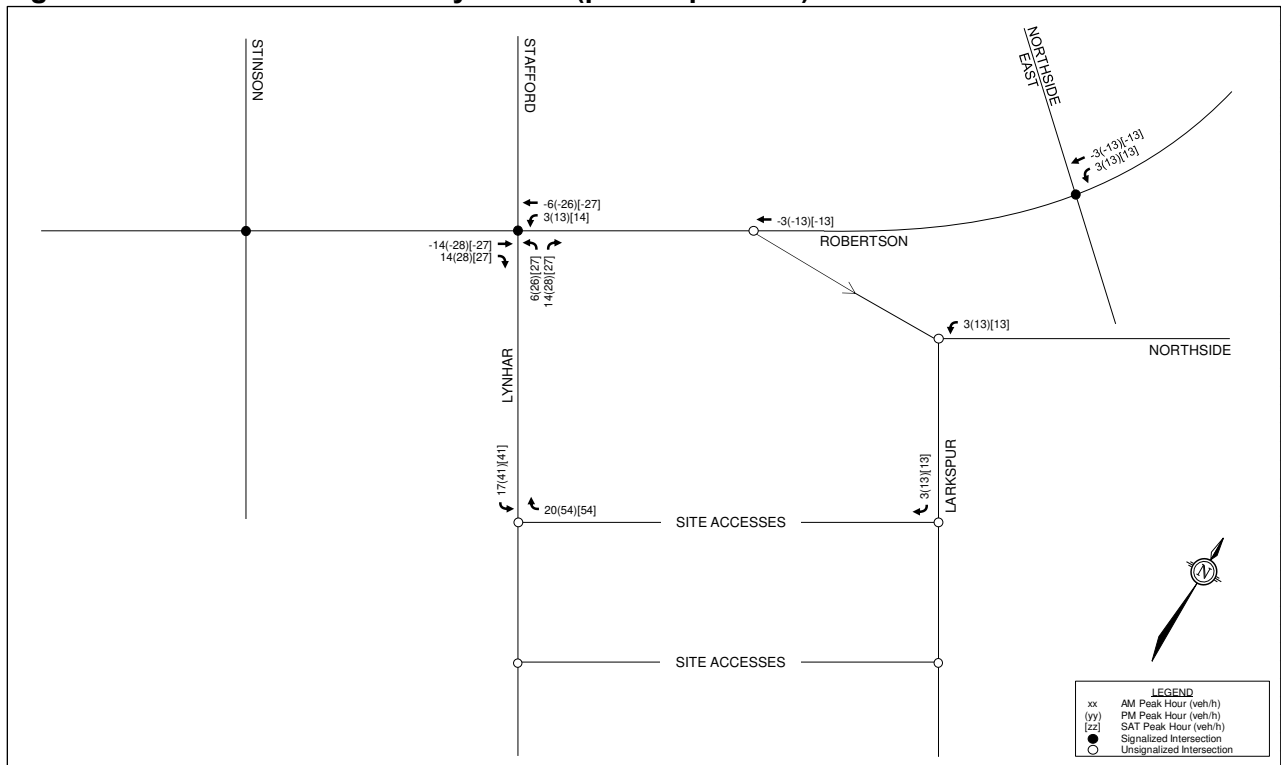 STINSON
STAFFORD
NORTHSIDE
EAST
-3(-13)[-13]
3(13)[13]
-6(-26)[-27]
3(13)[14]
-3(-13)[-13]
ROBERTSON
-14(-28)[-27]
14(28)[27]
6(26)[27]
14(28)[27]
3(13)[13]
NORTHSIDE
LYNHAR
17(41)[41]
20(54)[54]
SITE ACCESSES
3(13)[13]
LARKSPUR
N
SITE ACCESSES
LEGEND
xx AM Peak Hour (veh/h)
(yy) PM Peak Hour (veh/h)
[zz] SAT Peak Hour (veh/h)
Signalized Intersection
Unsignalized Intersection